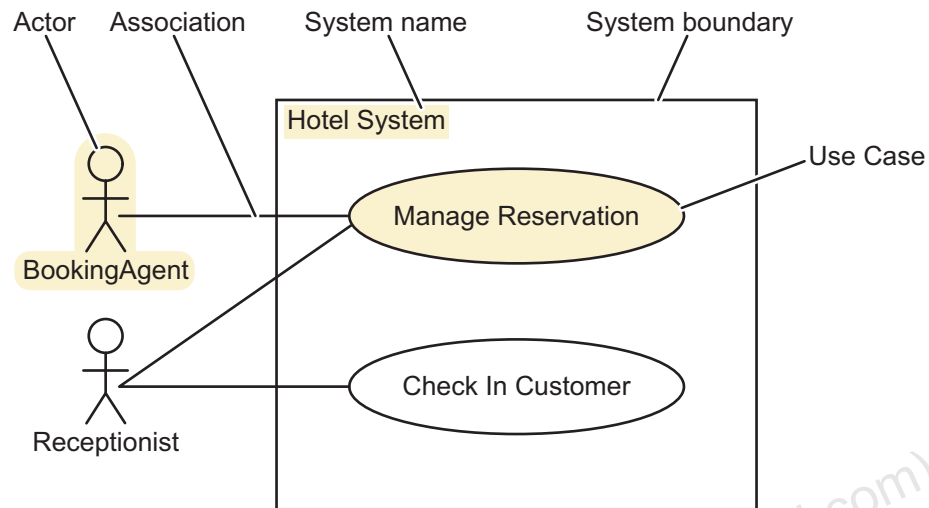 Actor Association System name System boundary
Hotel System
Use Case
Manage Reservation
BookingAgent
Check In Customer
Receptionist